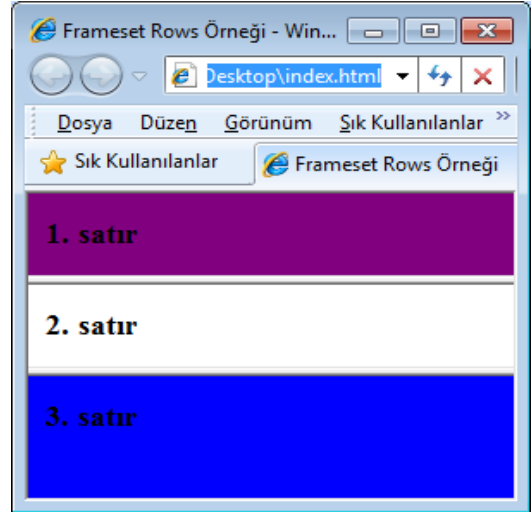 Frameset Rows Örneği - Win...
Desktop\index.html
Dosya Düzen Görünüm Sık Kullanılanlar »
Sık Kullanılanlar Frameset Rows Örneği
1. satır
2. satır
3. satır